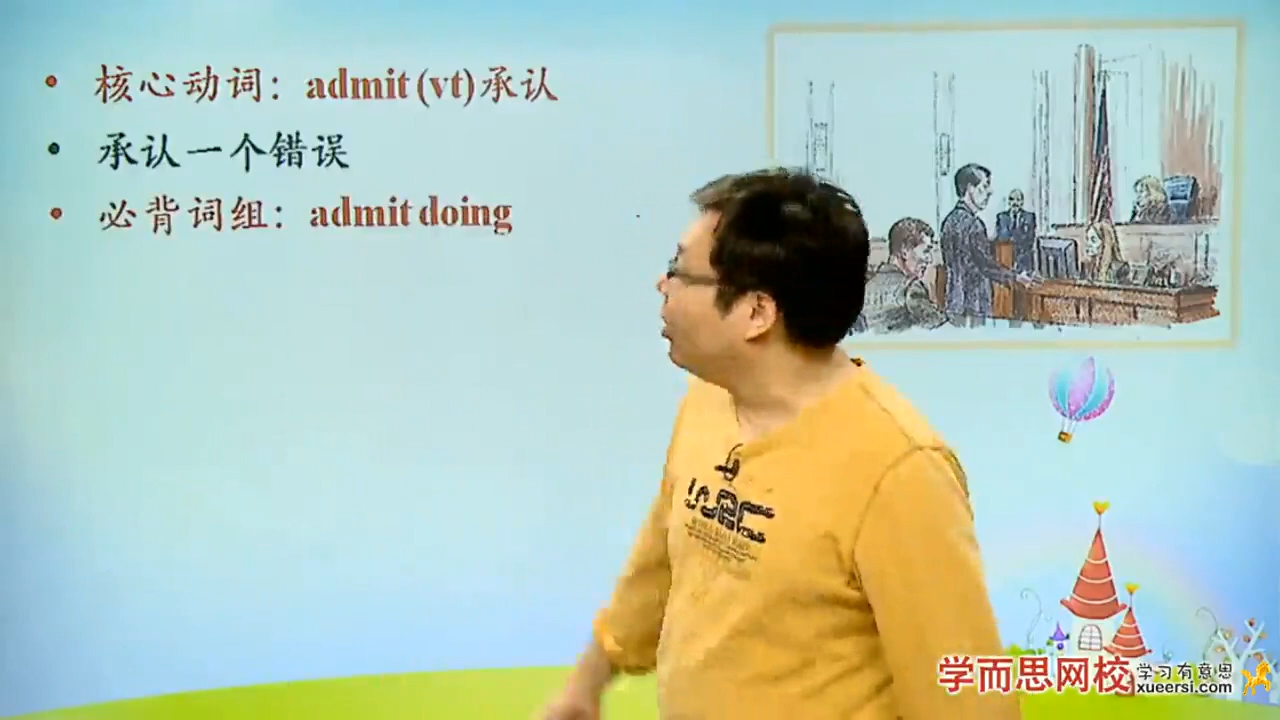 核心动词：admit (vt)承认
承认一个错误
必背词组：admit doing
学而思网校
学习有意思
xueersi.com